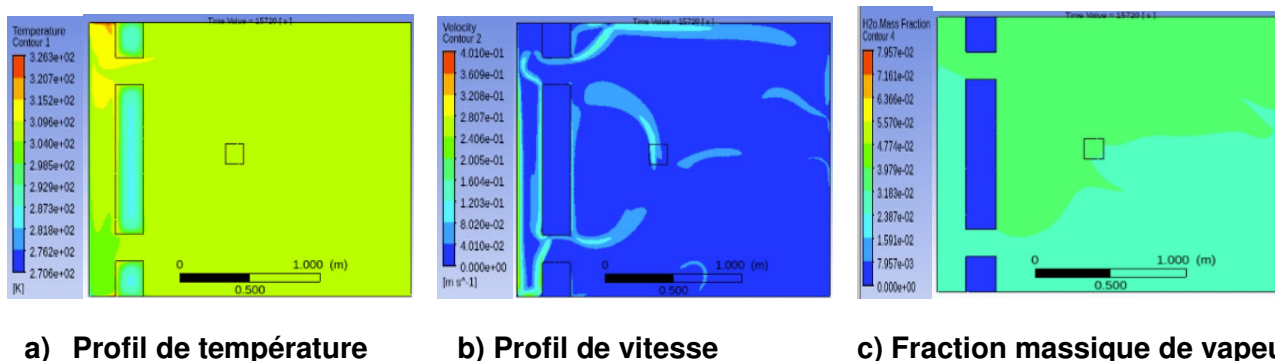 Time Value = 15720 [ s ]
Temperature
Contour 1
3.263e+02
3.207e+02
3.152e+02
3.096e+02
3.040e+02
2.985e+02
2.929e+02
2.873e+02
2.818e+02
2.762e+02
2.706e+02
[K]
0
1.000 (m)
0.500
Time Value = 15720 [ s ]
Velocity
Contour 2
4.010e-01
3.609e-01
3.208e-01
2.807e-01
2.406e-01
2.005e-01
1.604e-01
1.203e-01
8.020e-02
4.010e-02
0.000e+00
[m s^-1]
0
1.000 (m)
0.500
Time Value = 15720 [ s ]
H2o.Mass Fraction
Contour 4
7.957e-02
7.161e-02
6.366e-02
5.570e-02
4.774e-02
3.979e-02
3.183e-02
2.387e-02
1.591e-02
7.957e-03
0.000e+00
0
1.000 (m)
0.500
a) Profil de température
b) Profil de vitesse
c) Fraction massique de vapeu